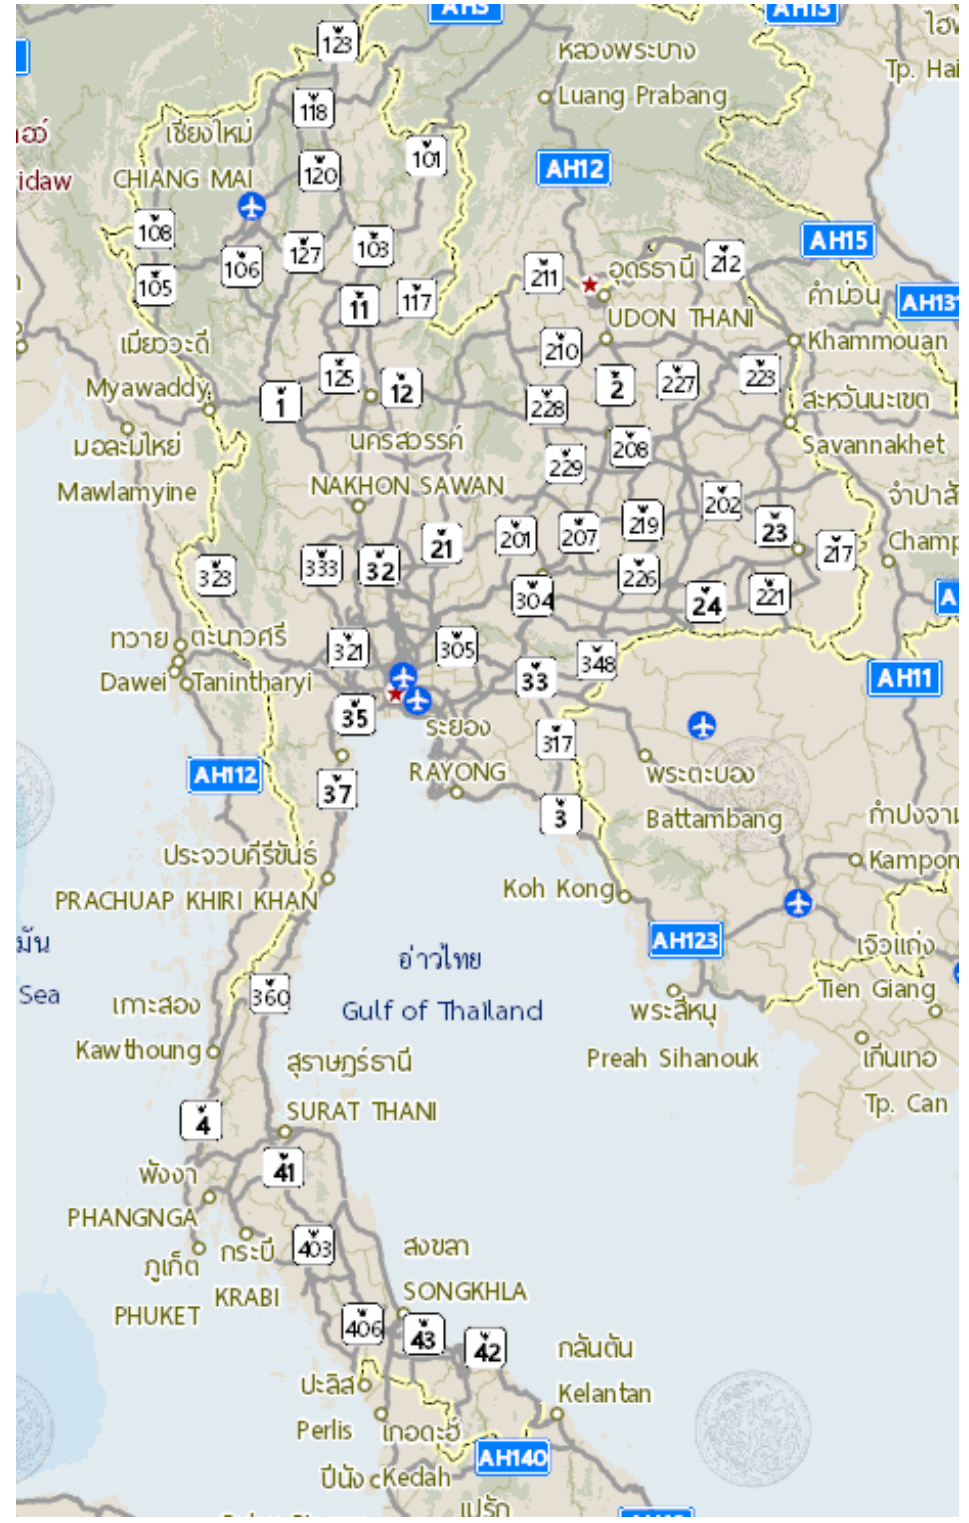 AH3
AH13
123
หลวงพระบาง
Tp. Hai
Luang Prabang
118
เชียงใหม่
101
AH12
idaw
CHIANG MAI
120
108
127
103
AH15
106
105
211
อุดรธานี
212
11
117
คำม่วน
AH131
UDON THANI
เมียวะดี
210
Khammouan
125
12
2
227
223
Myawaddy
1
228
สะหวันนะเขต
มอละมไหย่
นครสวรรค์
208
Savannakhet
229
Mawlamyine
NAKHON SAWAN
202
จำปาสั
219
23
201
207
21
217
Champ
323
333
32
226
304
24
221
ทวาย
ตะนาวศรี
321
305
348
Dawei
Tanintharyi
33
AH11
35
ระยอง
317
AH112
37
RAYONG
พระตะบอง
3
Battambang
กำปงจาม
ประจวบคีรีขันธ์
Kampon
PRACHUAP KHIRI KHAN
Koh Kong
มัน
อ่าวไทย
AH123
เจิวแถ่ง
Sea
เกาะสอง
360
Gulf of Thailand
พระสีหนุ
Tien Giang
Kawthoung
สุราษฎร์ธานี
Preah Sihanouk
เกิ่นเทอ
4
SURAT THANI
Tp. Can
พังงา
41
PHANGNGA
ภูเก็ต
กระบี่
403
สงขลา
PHUKET
KRABI
SONGKHLA
406
43
42
กลันตัน
ปะลิส
Kelantan
Perlis
เกอดะฮ์
AH140
ปีนัง
Kedah
เประก